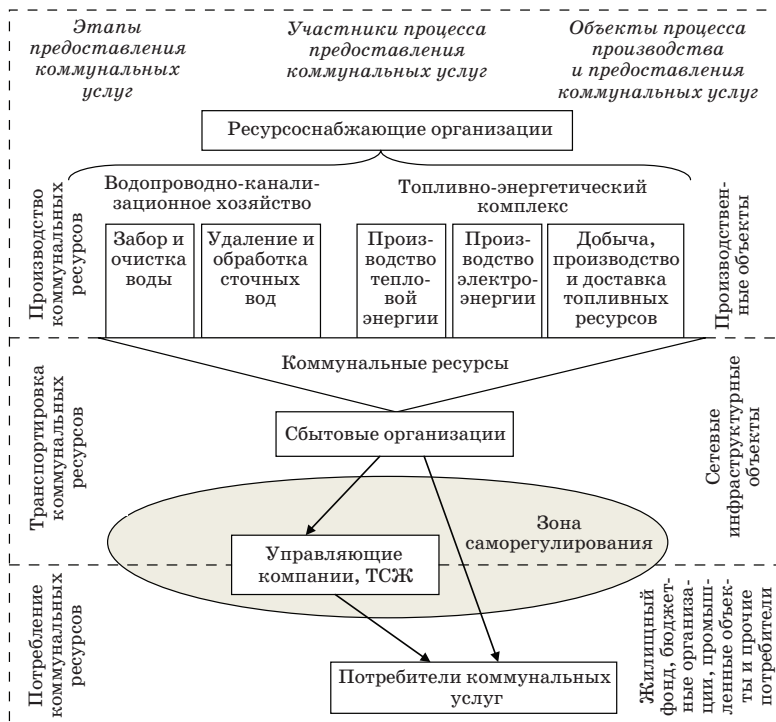 Этапы
предоставления
коммунальных
услуг
Участники процесса
предоставления
коммунальных услуг
Объекты процесса
производства
и предоставления
коммунальных услуг
Ресурсоснабжающие организации
Производство
коммунальных
ресурсов
Водопроводно-канали-
зационное хозяйство
Топливно-энергетический
комплекс
Забор и
очистка
воды
Удаление и
обработка
сточных
вод
Произ-
водство
тепло-
вой
энергии
Произ-
водство
электро-
энергии
Добыча,
производство
и доставка
топливных
ресурсов
Производствен-
ные объекты
Транспортировка
коммунальных
ресурсов
Коммунальные ресурсы
Сбытовые организации
Зона
саморегулирования
Сетевые
инфраструктурные
объекты
Управляющие
компании, ТСЖ
Потребление
коммунальных
ресурсов
Потребители коммунальных
услуг
Жилищный
фонд, бюджет-
ные организа-
ции, промыш-
ленные объек-
ты и прочие
потребители